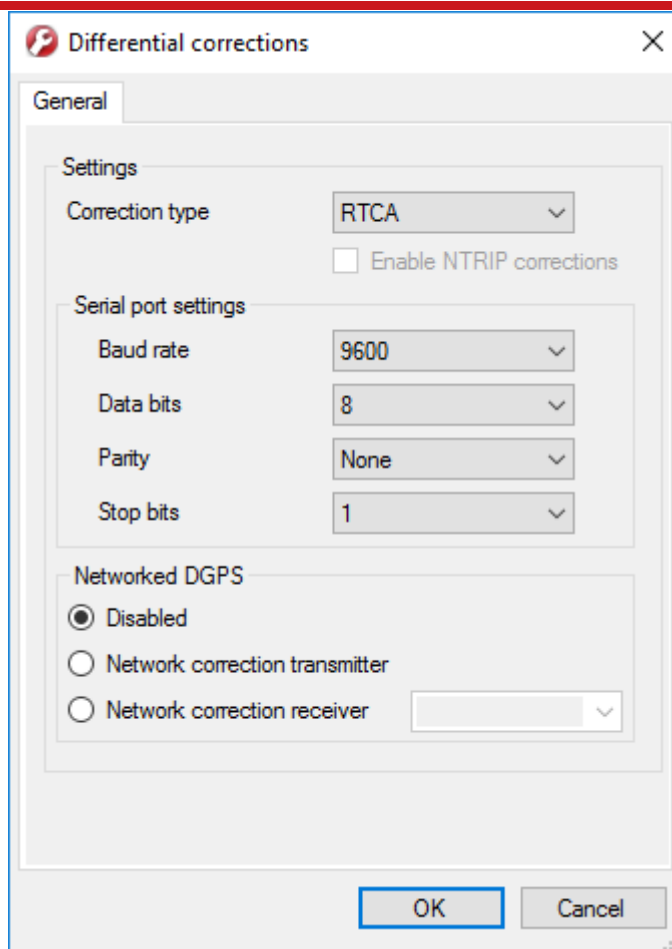 Differential corrections
General
Settings
Correction type RTCA
Enable NTRIP corrections
Serial port settings
Baud rate 9600
Data bits 8
Parity None
Stop bits 1
Networked DGPS
Disabled
Network correction transmitter
Network correction receiver
OK Cancel